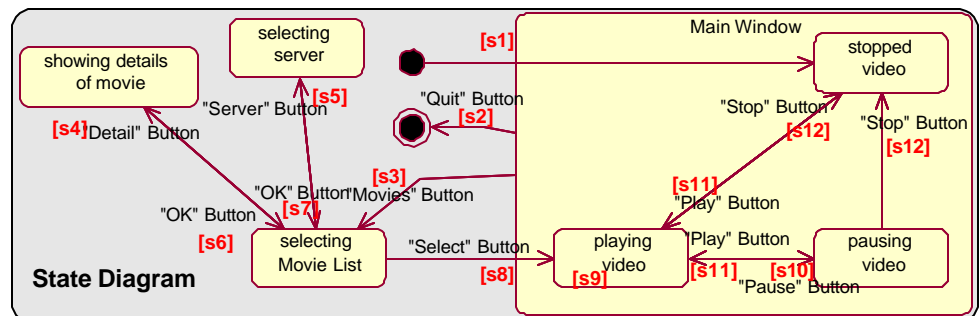 Main Window
selecting
server
[s1]
stopped
video
showing details
of movie
"Server" Button
[s5]
"Quit" Button
[s2]
"Stop" Button
[s12]
"Stop" Button
[s12]
[s4]
"Detail" Button
[s3]
[s11]
"OK" Button
"Movies" Button
[s7]
"Play" Button
"OK" Button
[s6]
selecting
Movie List
"Select" Button
[s8]
playing
video
[s9]
"Play" Button
[s11]
[s10]
"Pause" Button
pausing
video
State Diagram